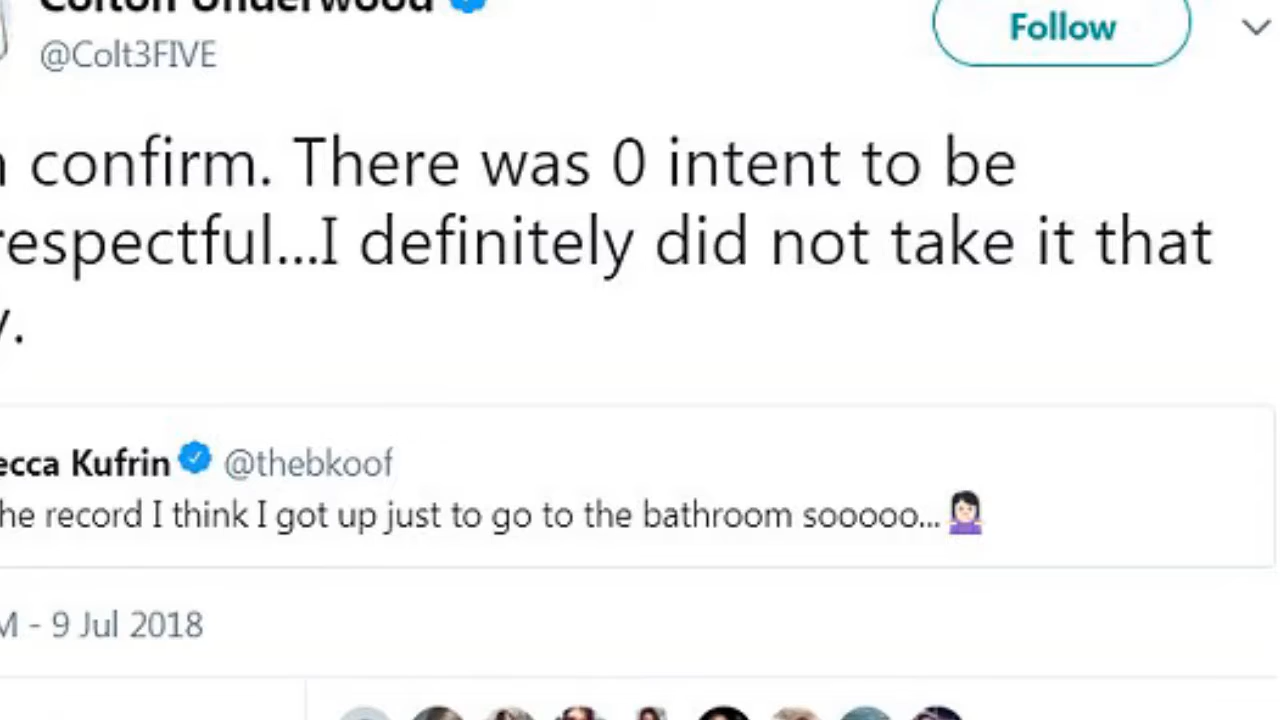 Colton Underwood
@Colt3FIVE
Follow
confirm. There was 0 intent to be
respectful...I definitely did not take it that
y.
ecca Kufrin @thebkoof
he record I think I got up just to go to the bathroom sooooo...🤷🏻‍♀️
M - 9 Jul 2018